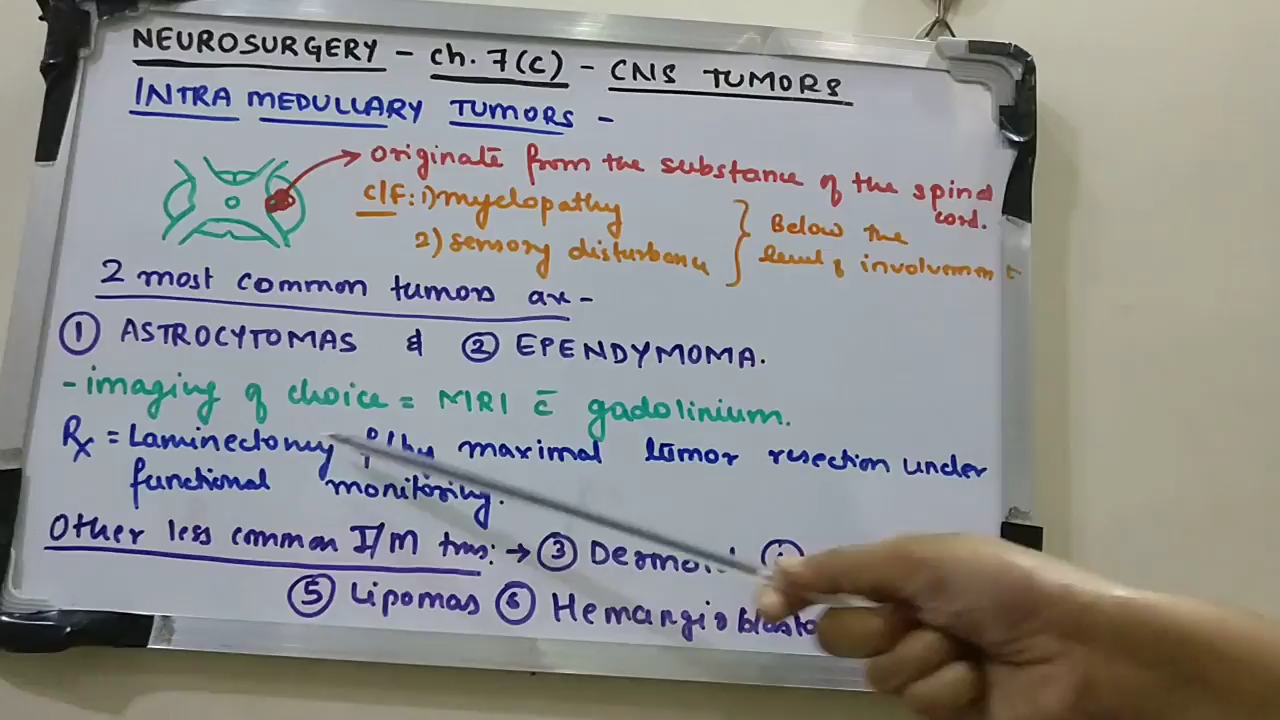 NEUROSURGERY - Ch. 7(C) - CNS TUMORS
INTRA MEDULLARY TUMORS -
originate from the substance of the spinal
cord.
C/F: 1) myelopathy
2) sensory disturbance
Below the
level of involvement
2 most common tumors are -
① ASTROCYTOMAS & ② EPENDYMOMA.
- imaging of choice = MRI c̄ gadolinium.
Rx = Laminectomy maximal tumor resection under
functional monitoring.
Other less common I/M tms: → ③ ④
⑤ Lipomas ⑥